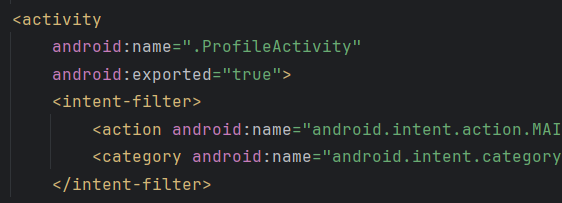 <activity
android:name=".ProfileActivity"
android:exported="true">
<intent-filter>
<action android:name="android.intent.action.MAI
<category android:name="android.intent.category
</intent-filter>